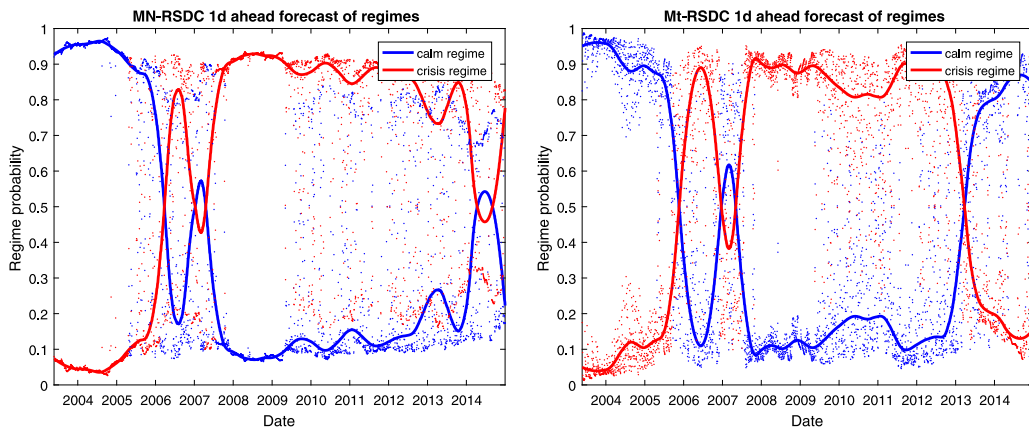 MN-RSDC 1d ahead forecast of regimes
1
0.9
0.8
0.7
0.6
0.5
0.4
0.3
0.2
0.1
0
Regime probability
calm regime
crisis regime
2004 2005 2006 2007 2008 2009 2010 2011 2012 2013 2014
Date
Mt-RSDC 1d ahead forecast of regimes
1
0.9
0.8
0.7
0.6
0.5
0.4
0.3
0.2
0.1
0
Regime probability
calm regime
crisis regime
2004 2005 2006 2007 2008 2009 2010 2011 2012 2013 2014
Date